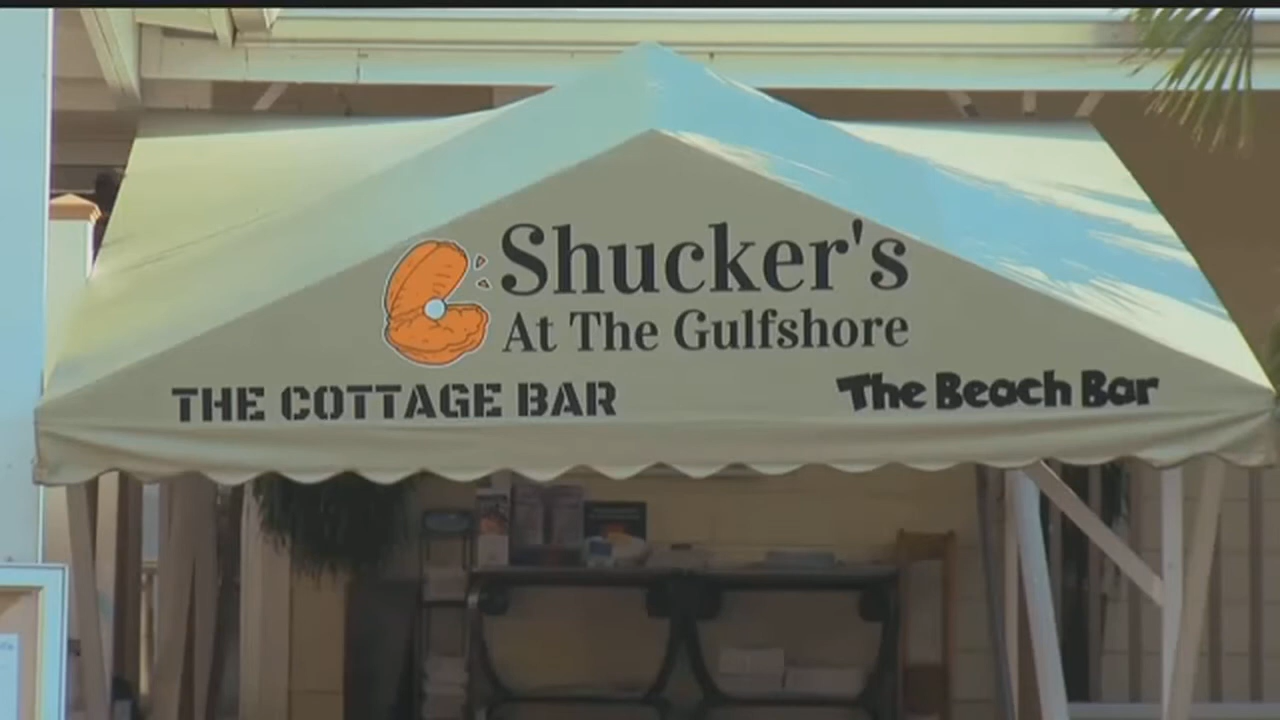 Shucker's
At The Gulfshore
THE COTTAGE BAR
The Beach Bar